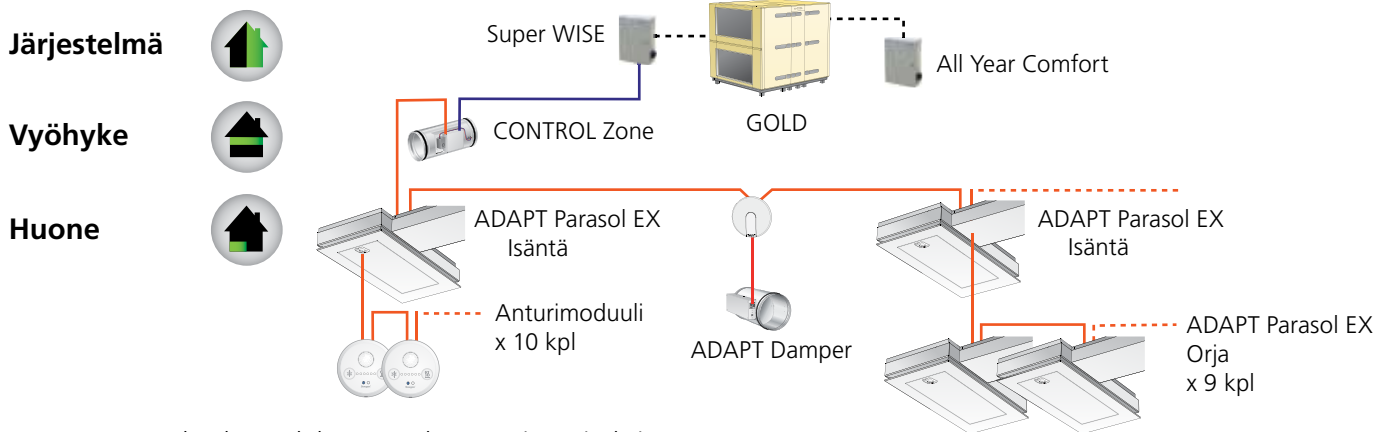 Järjestelmä
Super WISE
All Year Comfort
GOLD
Vyöhyke
CONTROL Zone
Huone
ADAPT Parasol EX
Isäntä
ADAPT Parasol EX
Isäntä
Anturimoduuli
x 10 kpl
ADAPT Damper
ADAPT Parasol EX
Orja
x 9 kpl